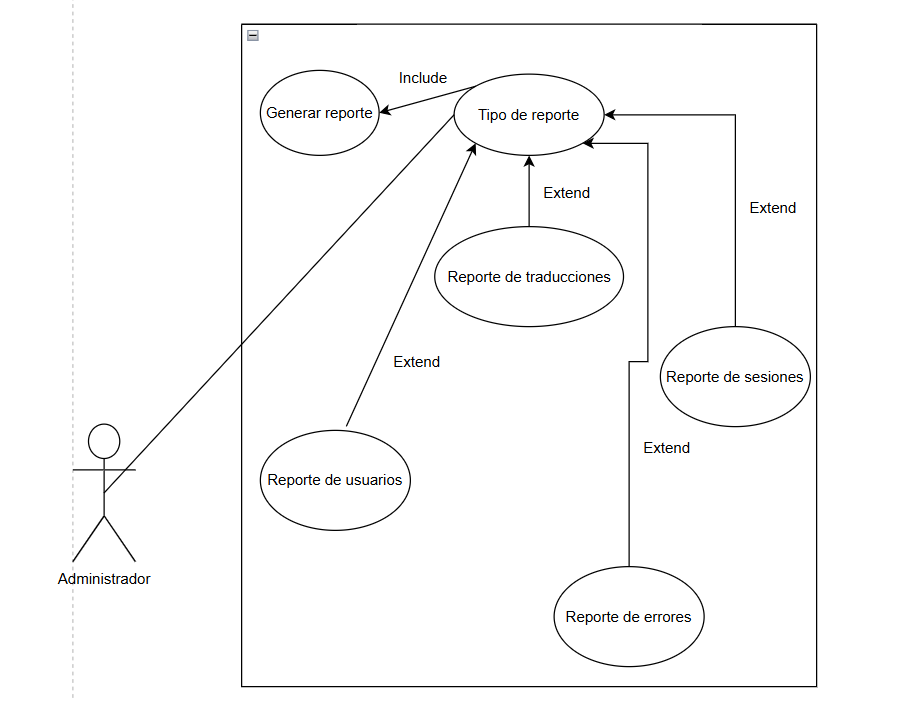 Include
Generar reporte
Tipo de reporte
Extend
Extend
Reporte de traducciones
Extend
Reporte de sesiones
Extend
Reporte de usuarios
Administrador
Reporte de errores